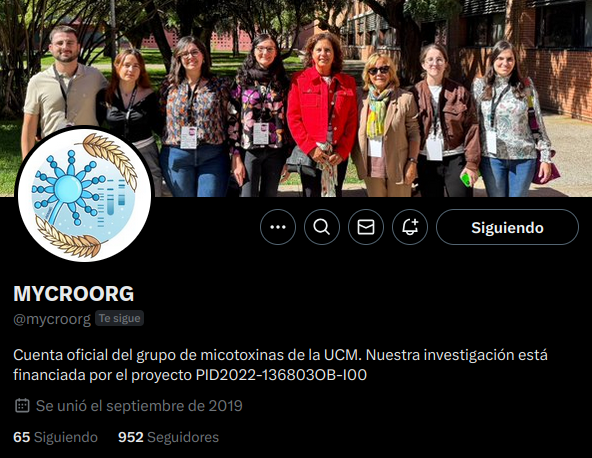 Siguiendo
MYCROORG
@mycroorg Te sigue
Cuenta oficial del grupo de micotoxinas de la UCM. Nuestra investigación está
financiada por el proyecto PID2022-136803OB-I00
Se unió el septiembre de 2019
65 Siguiendo 952 Seguidores